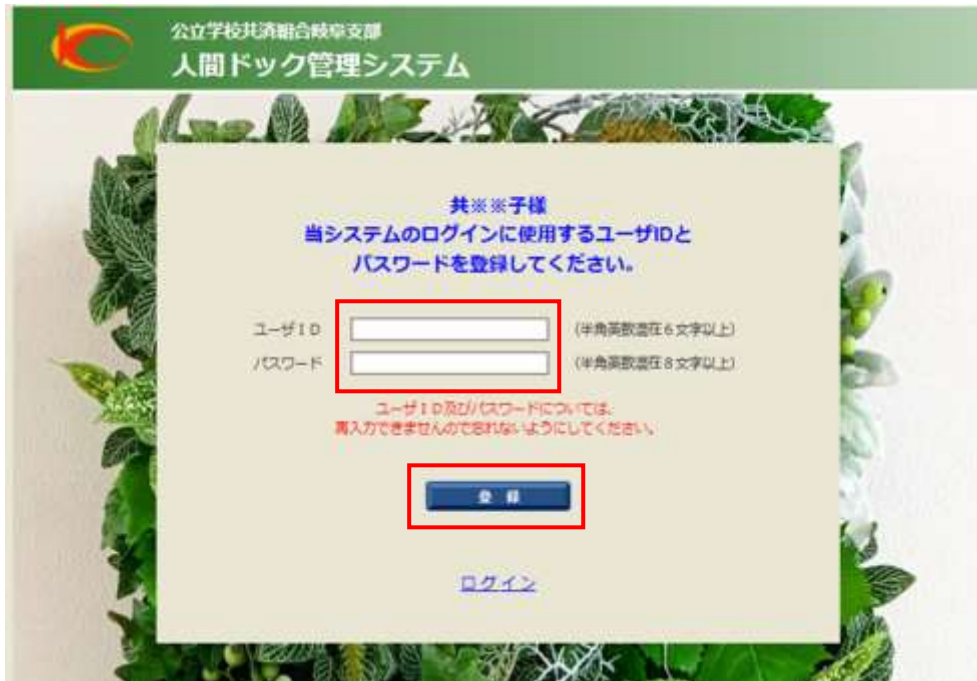 公立学校共済組合岐阜支部
人間ドック管理システム
共※※子様
当システムのログインに使用するユーザIDと
パスワードを登録してください。
ユーザID (半角英数混在6文字以上)
パスワード (半角英数混在8文字以上)
ユーザID及びパスワードについては、
再入力できませんので忘れないようにしてください。
登 録
ログイン